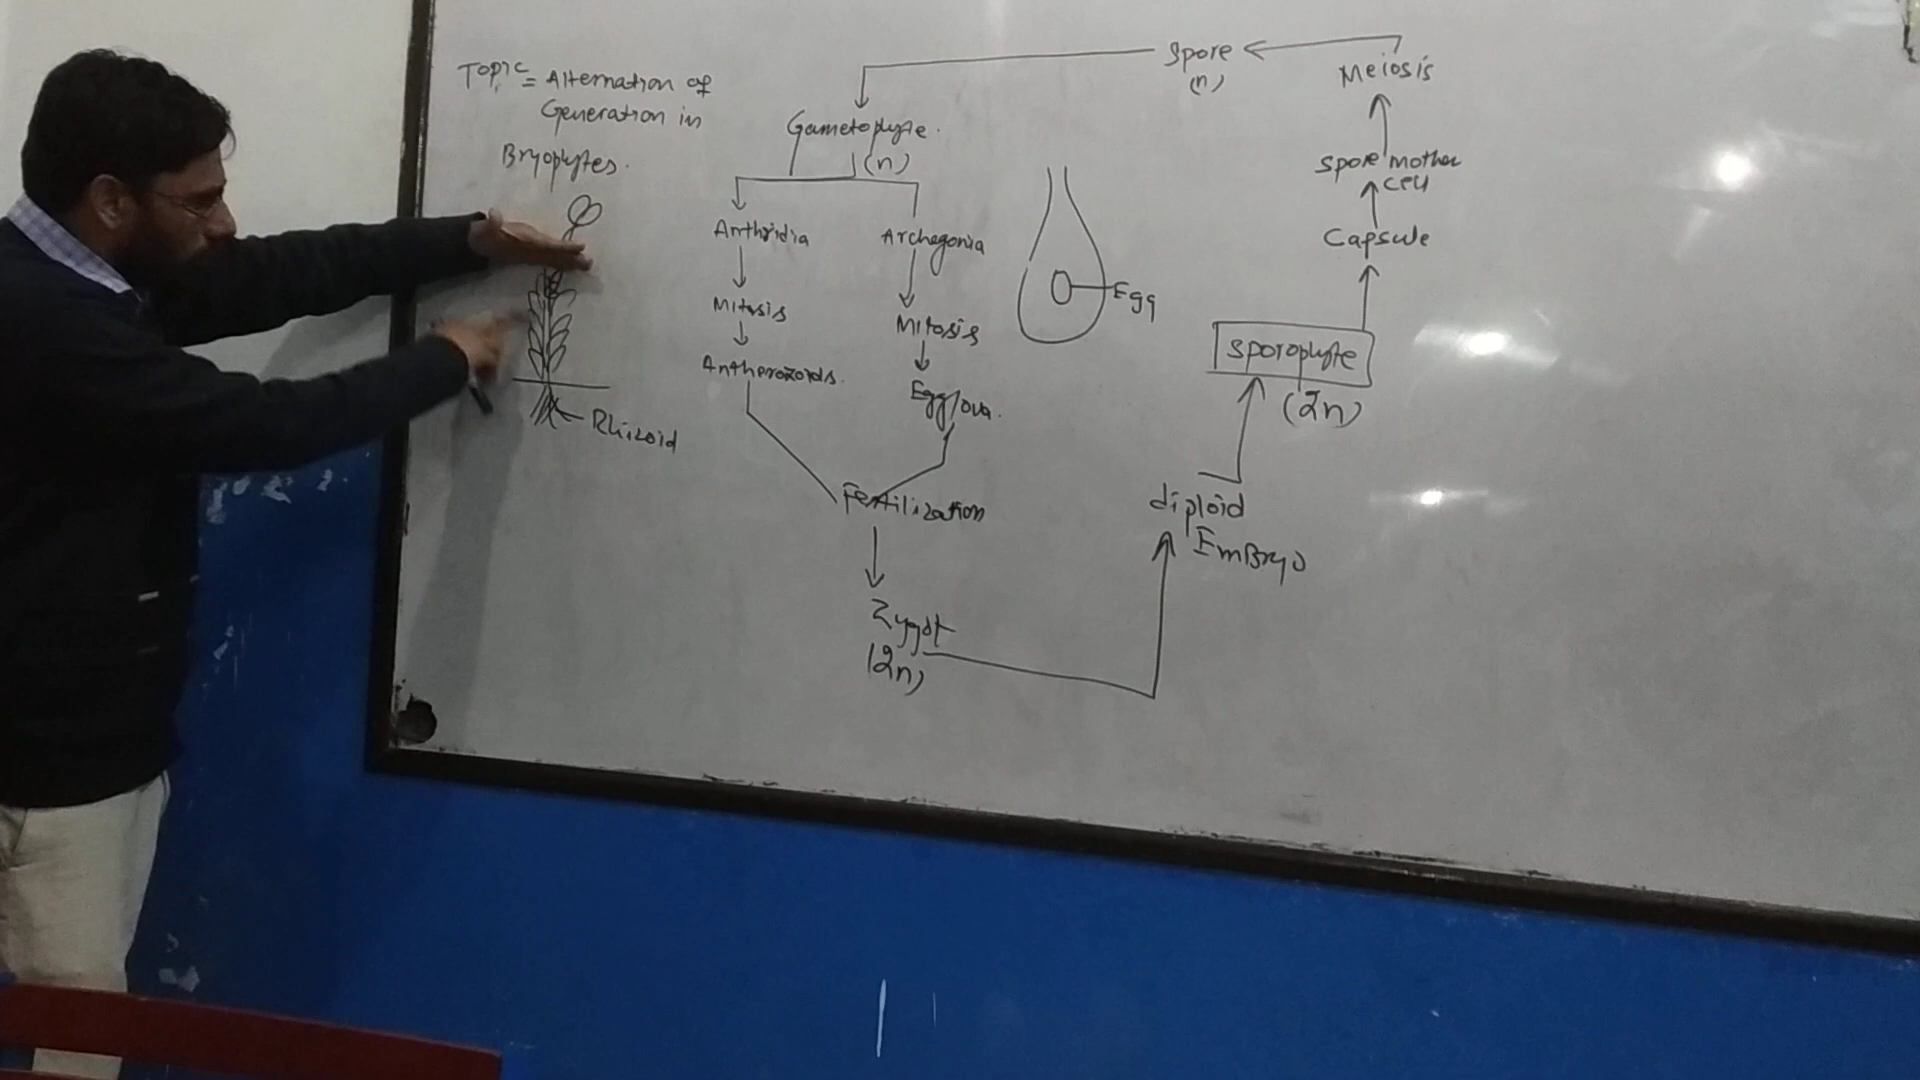 Topic = Alternation of
Generation in
Bryophytes.
Rhizoid
Spore
(n)
Meiosis
Spore mother
cell
Capsule
Sporophyte
(2n)
Gametophyte.
(n)
Anthridia
Mitosis
Antherozoids.
Archegonia
Mitosis
Egg/ova.
Egg
Fertilization
Zygot
(2n)
diploid
EmBryo